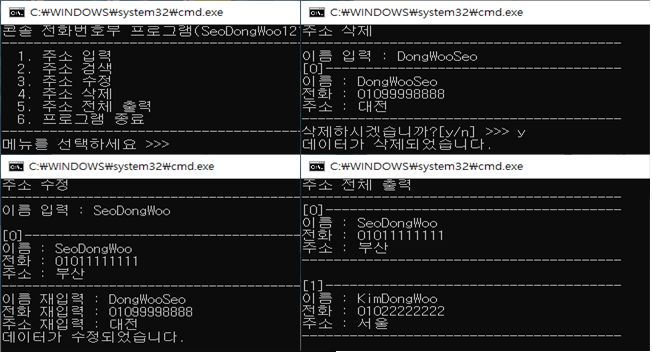 C:₩WINDOWS₩system32₩cmd.exe
콘솔 전화번호부 프로그램(SeoDongWoo12
1. 주소 입력
2. 주소 검색
3. 주소 수정
4. 주소 삭제
5. 주소 전체 출력
6. 프로그램 종료
메뉴를 선택하세요 >>>
C:₩WINDOWS₩system32₩cmd.exe
주소 삭제
이름 입력 : DongWooSeo
[0]
이름 : DongWooSeo
전화 : 01099998888
주소 : 대전
삭제하시겠습니까?[y/n] >>> y
데이터가 삭제되었습니다.
C:₩WINDOWS₩system32₩cmd.exe
주소 수정
이름 입력 : SeoDongWoo
[0]
이름 : SeoDongWoo
전화 : 01011111111
주소 : 부산
이름 재입력 : DongWooSeo
전화 재입력 : 01099998888
주소 재입력 : 대전
데이터가 수정되었습니다.
C:₩WINDOWS₩system32₩cmd.exe
주소 전체 출력
[0]
이름 : SeoDongWoo
전화 : 01011111111
주소 : 부산
[1]
이름 : KimDongWoo
전화 : 01022222222
주소 : 서울